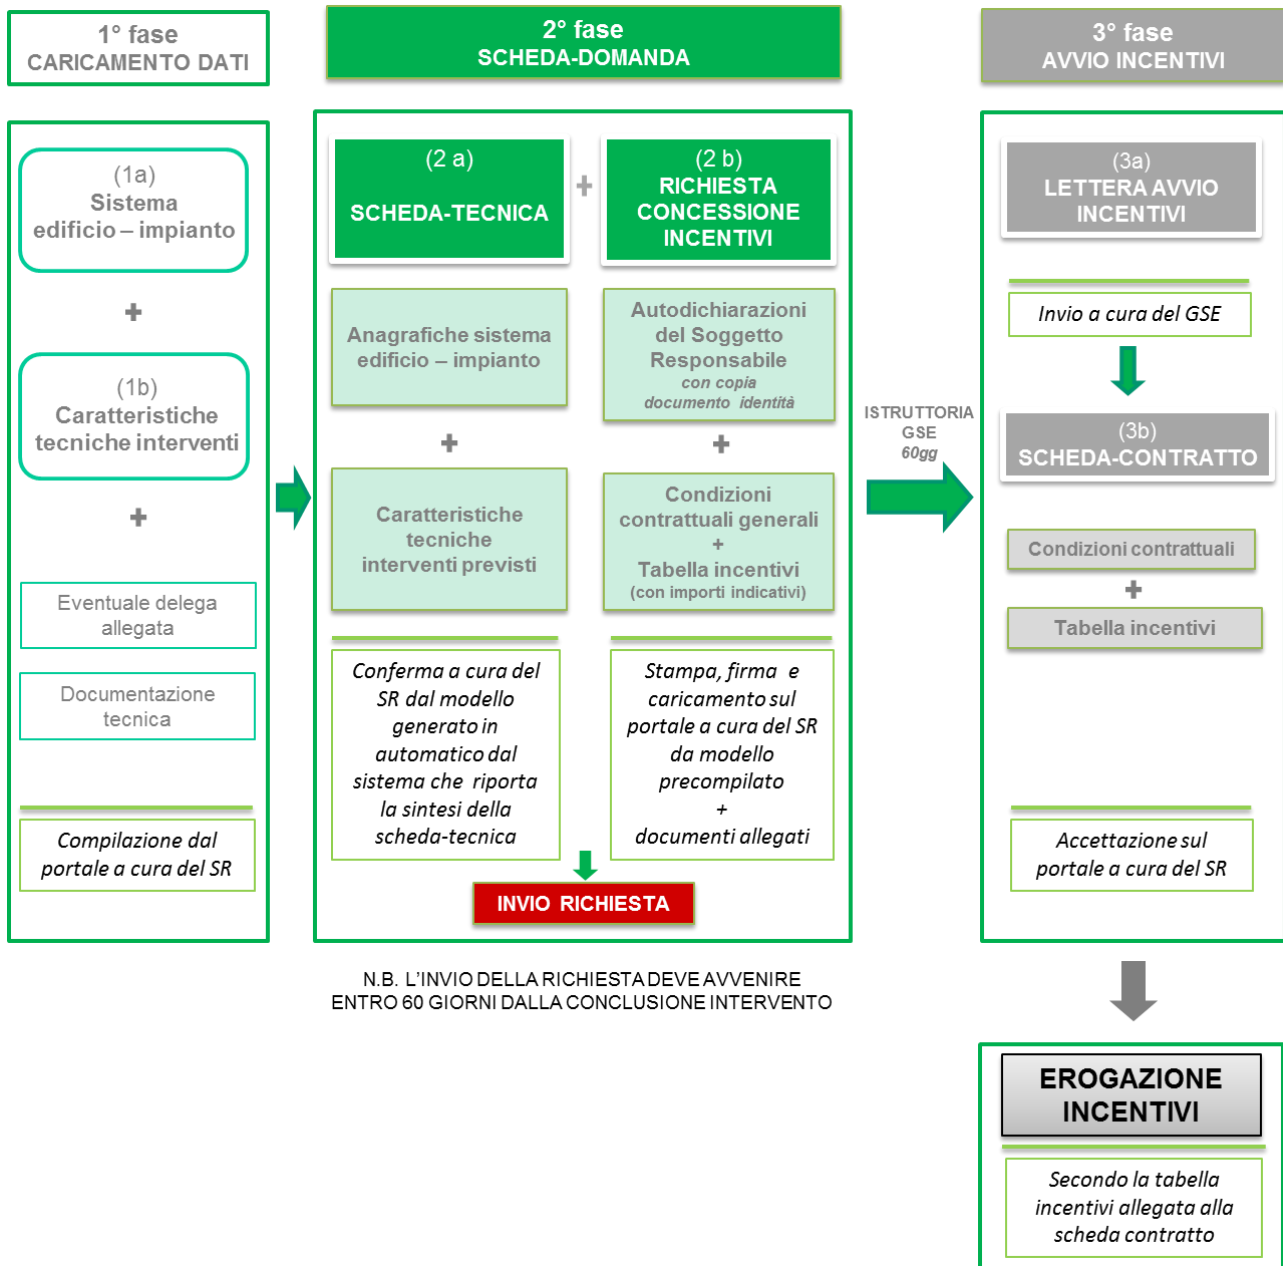 1° fase
CARICAMENTO DATI
(1a)
Sistema
edificio – impianto
+
(1b)
Caratteristiche
tecniche interventi
+
Eventuale delega
allegata
Documentazione
tecnica
Compilazione dal
portale a cura del SR
2° fase
SCHEDA-DOMANDA
(2 a)
SCHEDA-TECNICA
+
(2 b)
RICHIESTA
CONCESSIONE
INCENTIVI
Anagrafiche sistema
edificio – impianto
+
Caratteristiche
tecniche
interventi previsti
Conferma a cura del
SR dal modello
generato in
automatico dal
sistema che riporta
la sintesi della
scheda-tecnica
Autodichiarazioni
del Soggetto
Responsabile
con copia
documento identità
+
Condizioni
contrattuali generali
+
Tabella incentivi
(con importi indicativi)
Stampa, firma e
caricamento sul
portale a cura del SR
da modello
precompilato
+
documenti allegati
INVIO RICHIESTA
N.B. L'INVIO DELLA RICHIESTA DEVE AVVENIRE
ENTRO 60 GIORNI DALLA CONCLUSIONE INTERVENTO
ISTRUTTORIA
GSE
60gg
3° fase
AVVIO INCENTIVI
(3a)
LETTERA AVVIO
INCENTIVI
Invio a cura del GSE
(3b)
SCHEDA-CONTRATTO
Condizioni contrattuali
+
Tabella incentivi
Accettazione sul
portale a cura del SR
EROGAZIONE
INCENTIVI
Secondo la tabella
incentivi allegata alla
scheda contratto